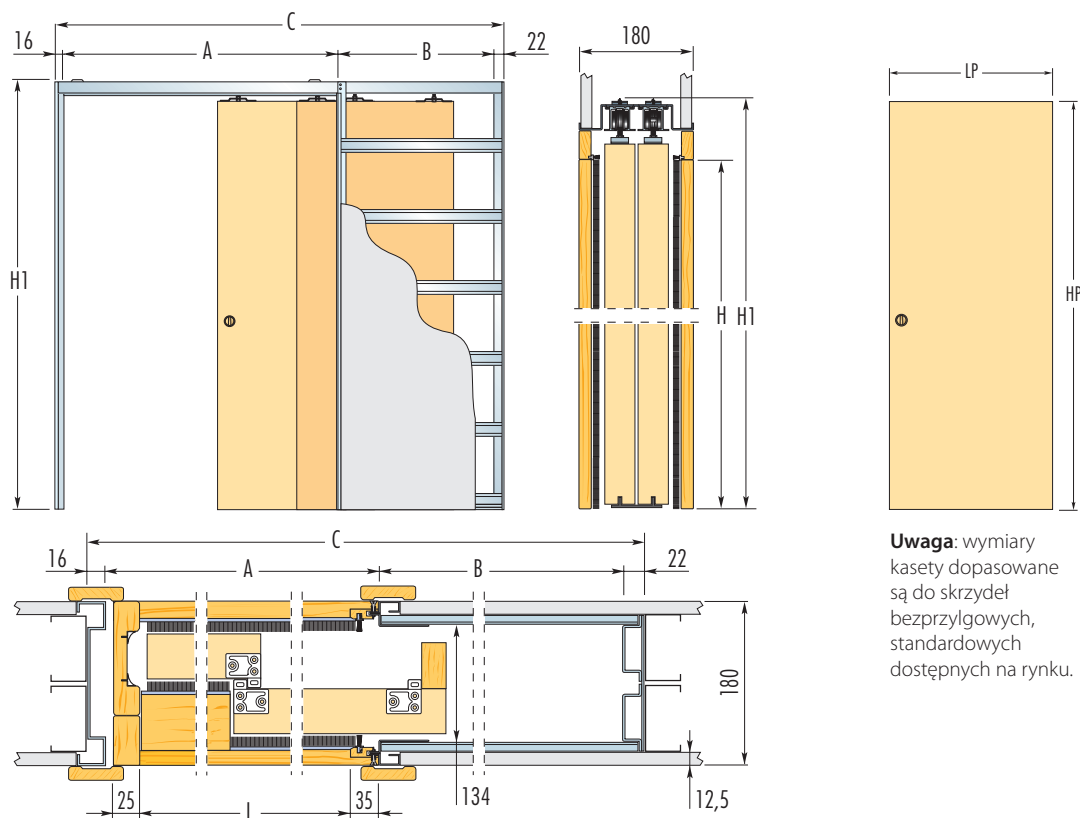 C
16
A
B
22
H1
180
H
H1
LP
HP
Uwaga: wymiary
kasety dopasowane
są do skrzydeł
bezprzylgowych,
standardowych
dostępnych na rynku.
C
16
A
B
22
180
25
L
35
134
12,5